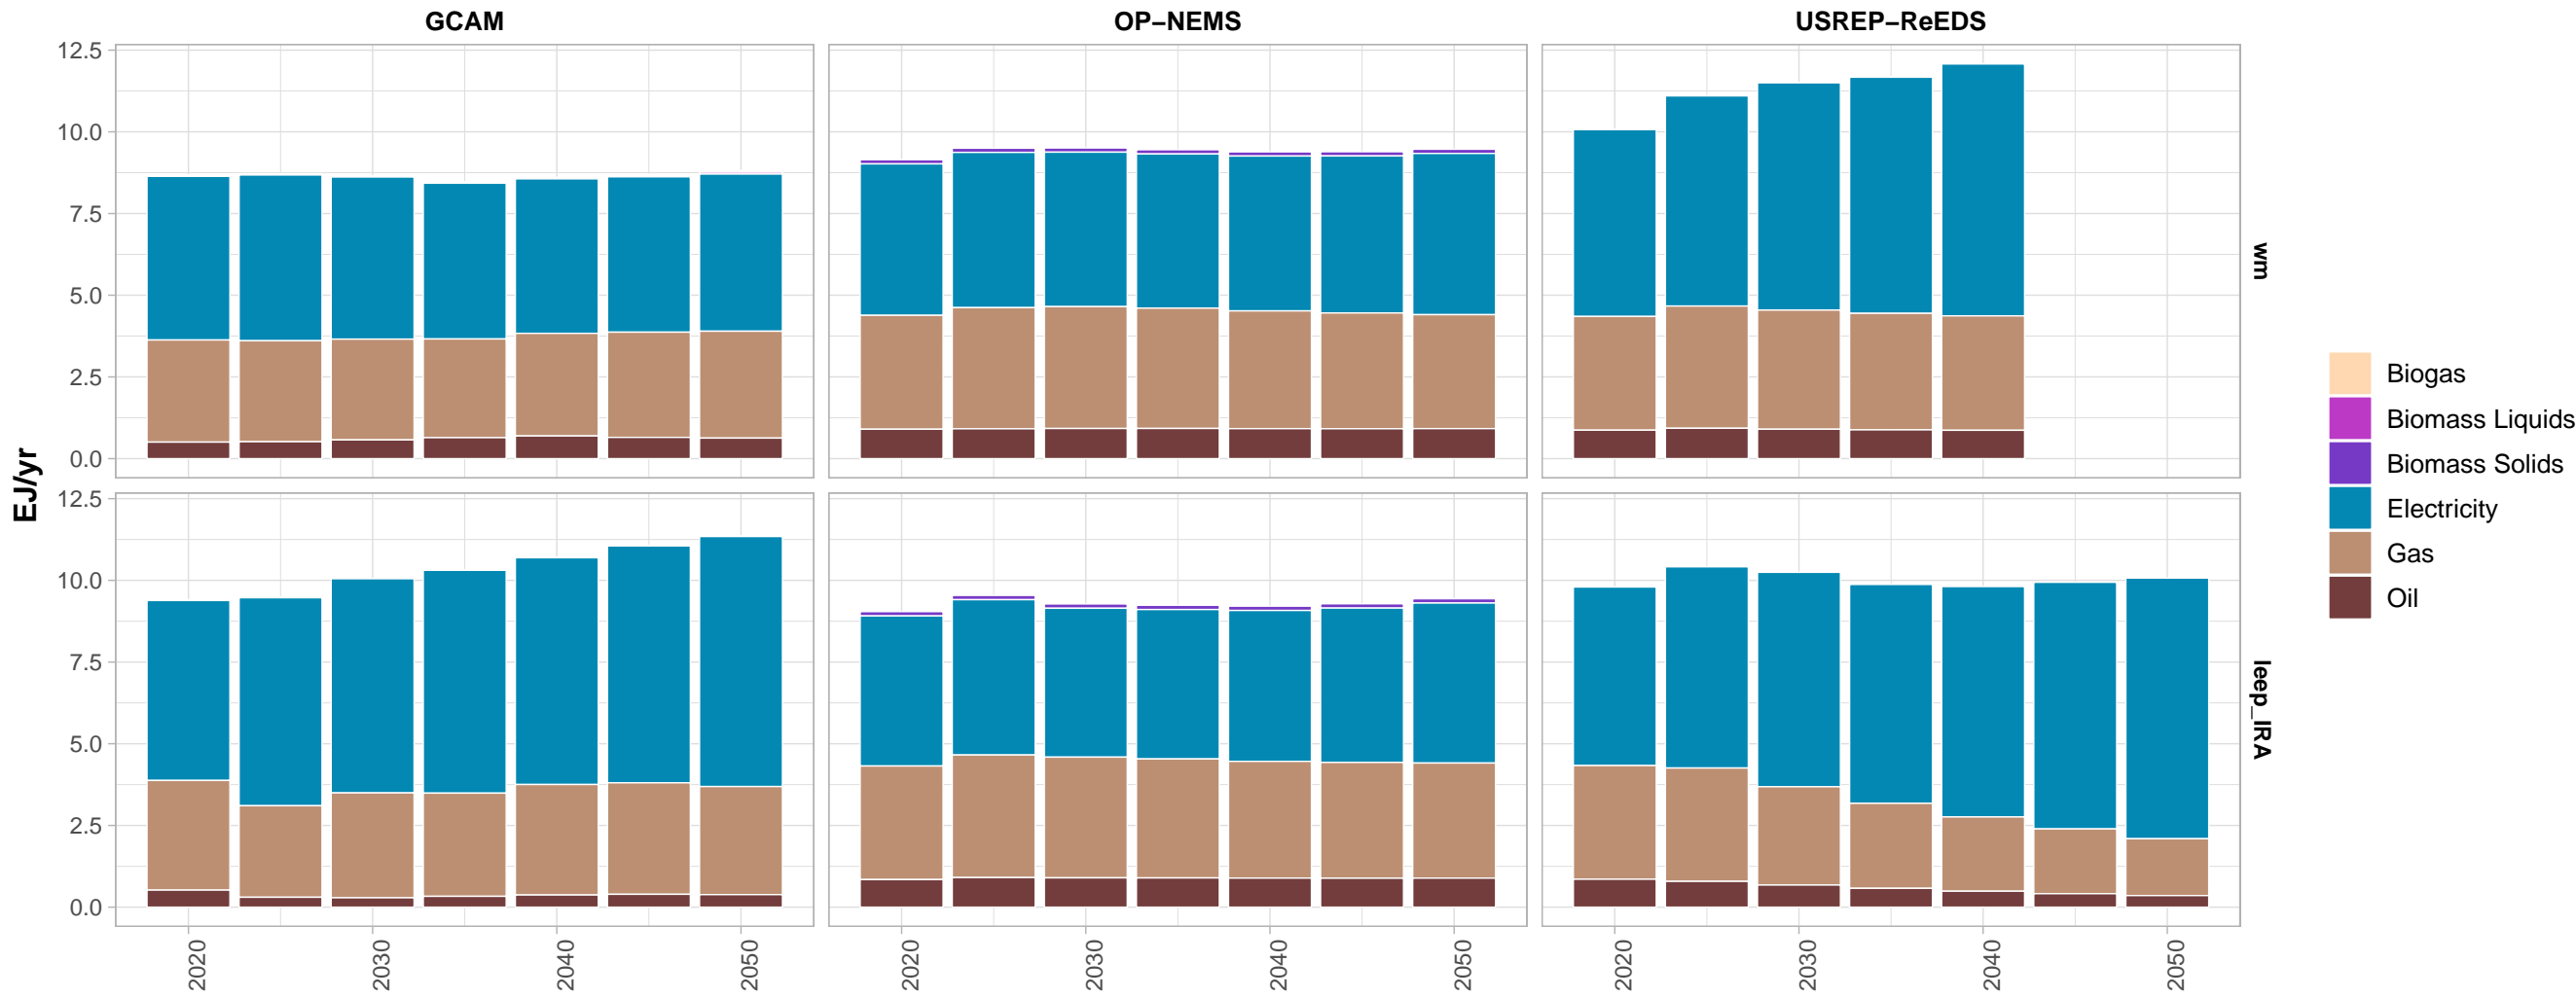 GCAM
OP−NEMS
USREP−ReEDS
EJ/yr
12.5
10.0
7.5
5.0
2.5
0.0
wm
12.5
10.0
7.5
5.0
2.5
0.0
leep_IRA
2020
2030
2040
2050
2020
2030
2040
2050
2020
2030
2040
2050
Biogas
Biomass Liquids
Biomass Solids
Electricity
Gas
Oil